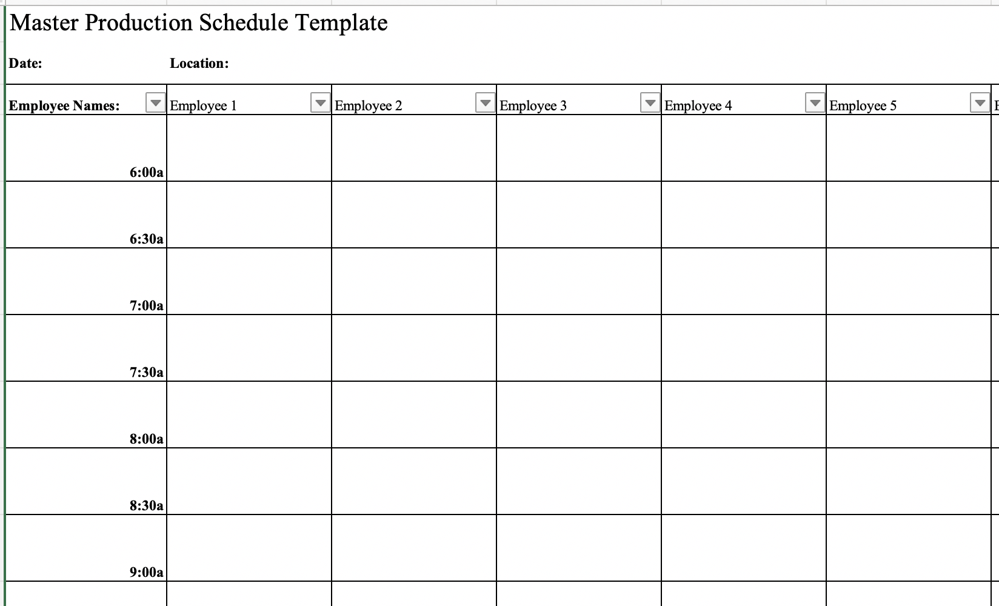 Master Production Schedule Template
Date: Location:
Employee Names: Employee 1 Employee 2 Employee 3 Employee 4 Employee 5
6:00a
6:30a
7:00a
7:30a
8:00a
8:30a
9:00a